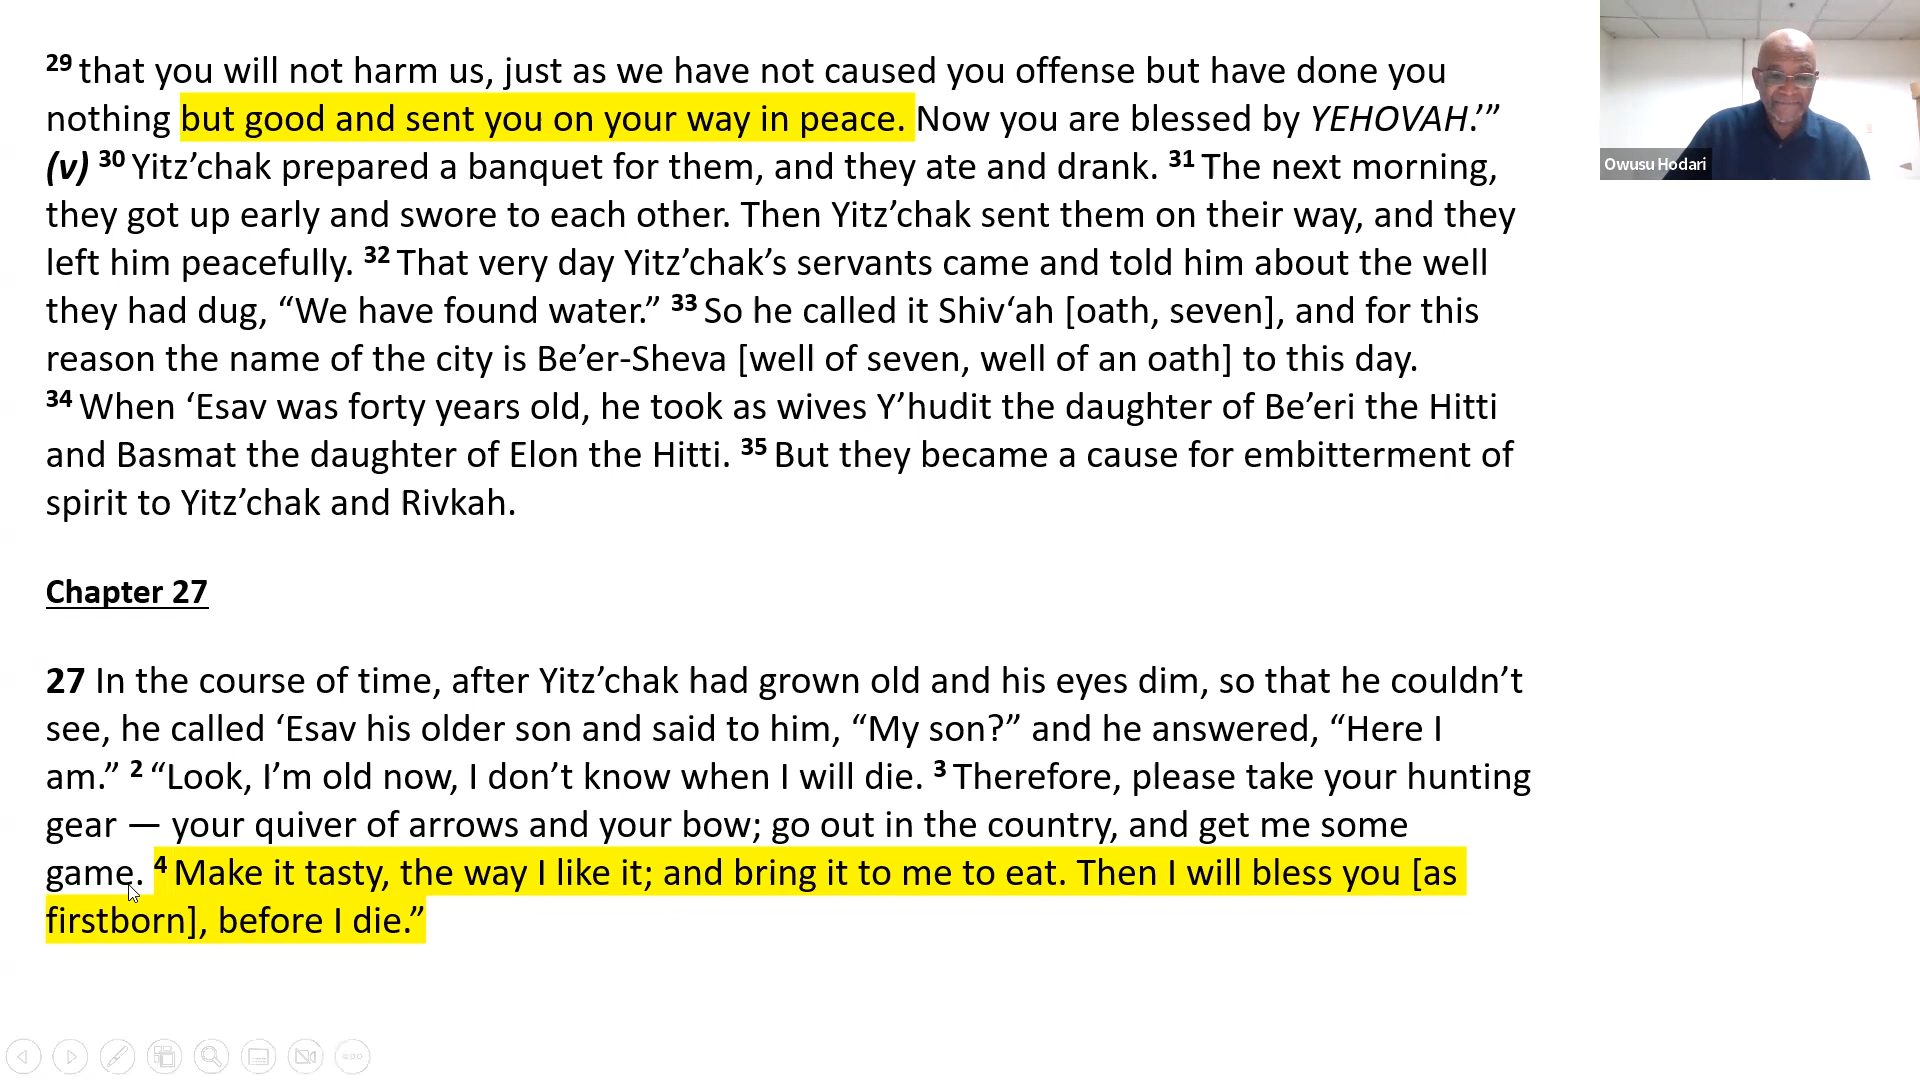 29 that you will not harm us, just as we have not caused you offense but have done you
nothing but good and sent you on your way in peace. Now you are blessed by YEHOVAH.’”
(v) 30 Yitz’chak prepared a banquet for them, and they ate and drank. 31 The next morning,
they got up early and swore to each other. Then Yitz’chak sent them on their way, and they
left him peacefully. 32 That very day Yitz’chak’s servants came and told him about the well
they had dug, “We have found water.” 33 So he called it Shiv‘ah [oath, seven], and for this
reason the name of the city is Be’er-Sheva [well of seven, well of an oath] to this day.
34 When ‘Esav was forty years old, he took as wives Y’hudit the daughter of Be’eri the Hitti
and Basmat the daughter of Elon the Hitti. 35 But they became a cause for embitterment of
spirit to Yitz’chak and Rivkah.
Chapter 27
27 In the course of time, after Yitz’chak had grown old and his eyes dim, so that he couldn’t
see, he called ‘Esav his older son and said to him, “My son?” and he answered, “Here I
am.” 2 “Look, I’m old now, I don’t know when I will die. 3 Therefore, please take your hunting
gear — your quiver of arrows and your bow; go out in the country, and get me some
game. 4 Make it tasty, the way I like it; and bring it to me to eat. Then I will bless you [as
firstborn], before I die.”
Owusu Hodari